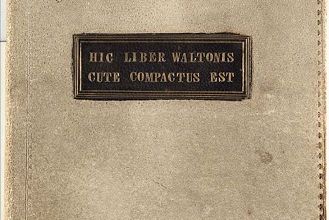 HIC LIBER WALTONIS
CUTE COMPACTUS EST